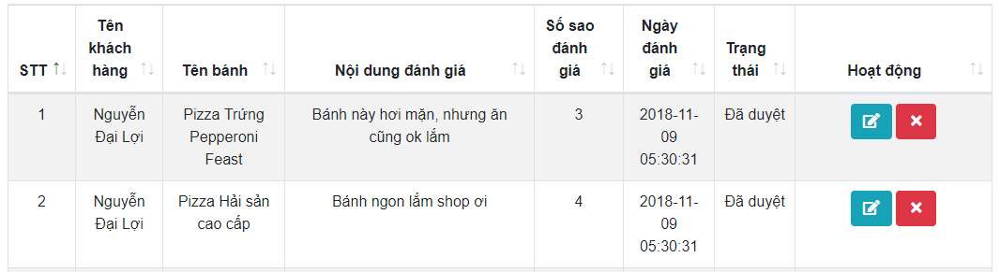 STT
Tên
khách
hàng
Tên bánh
Nội dung đánh giá
Số sao
đánh
giá
Ngày
đánh
giá
Trạng
thái
Hoạt động
1
Nguyễn
Đại Lợi
Pizza Trứng
Pepperoni
Feast
Bánh này hơi mặn, nhưng ăn
cũng ok lắm
3
2018-11-
09
05:30:31
Đã duyệt
2
Nguyễn
Đại Lợi
Pizza Hải sản
cao cấp
Bánh ngon lắm shop ơi
4
2018-11-
09
05:30:31
Đã duyệt